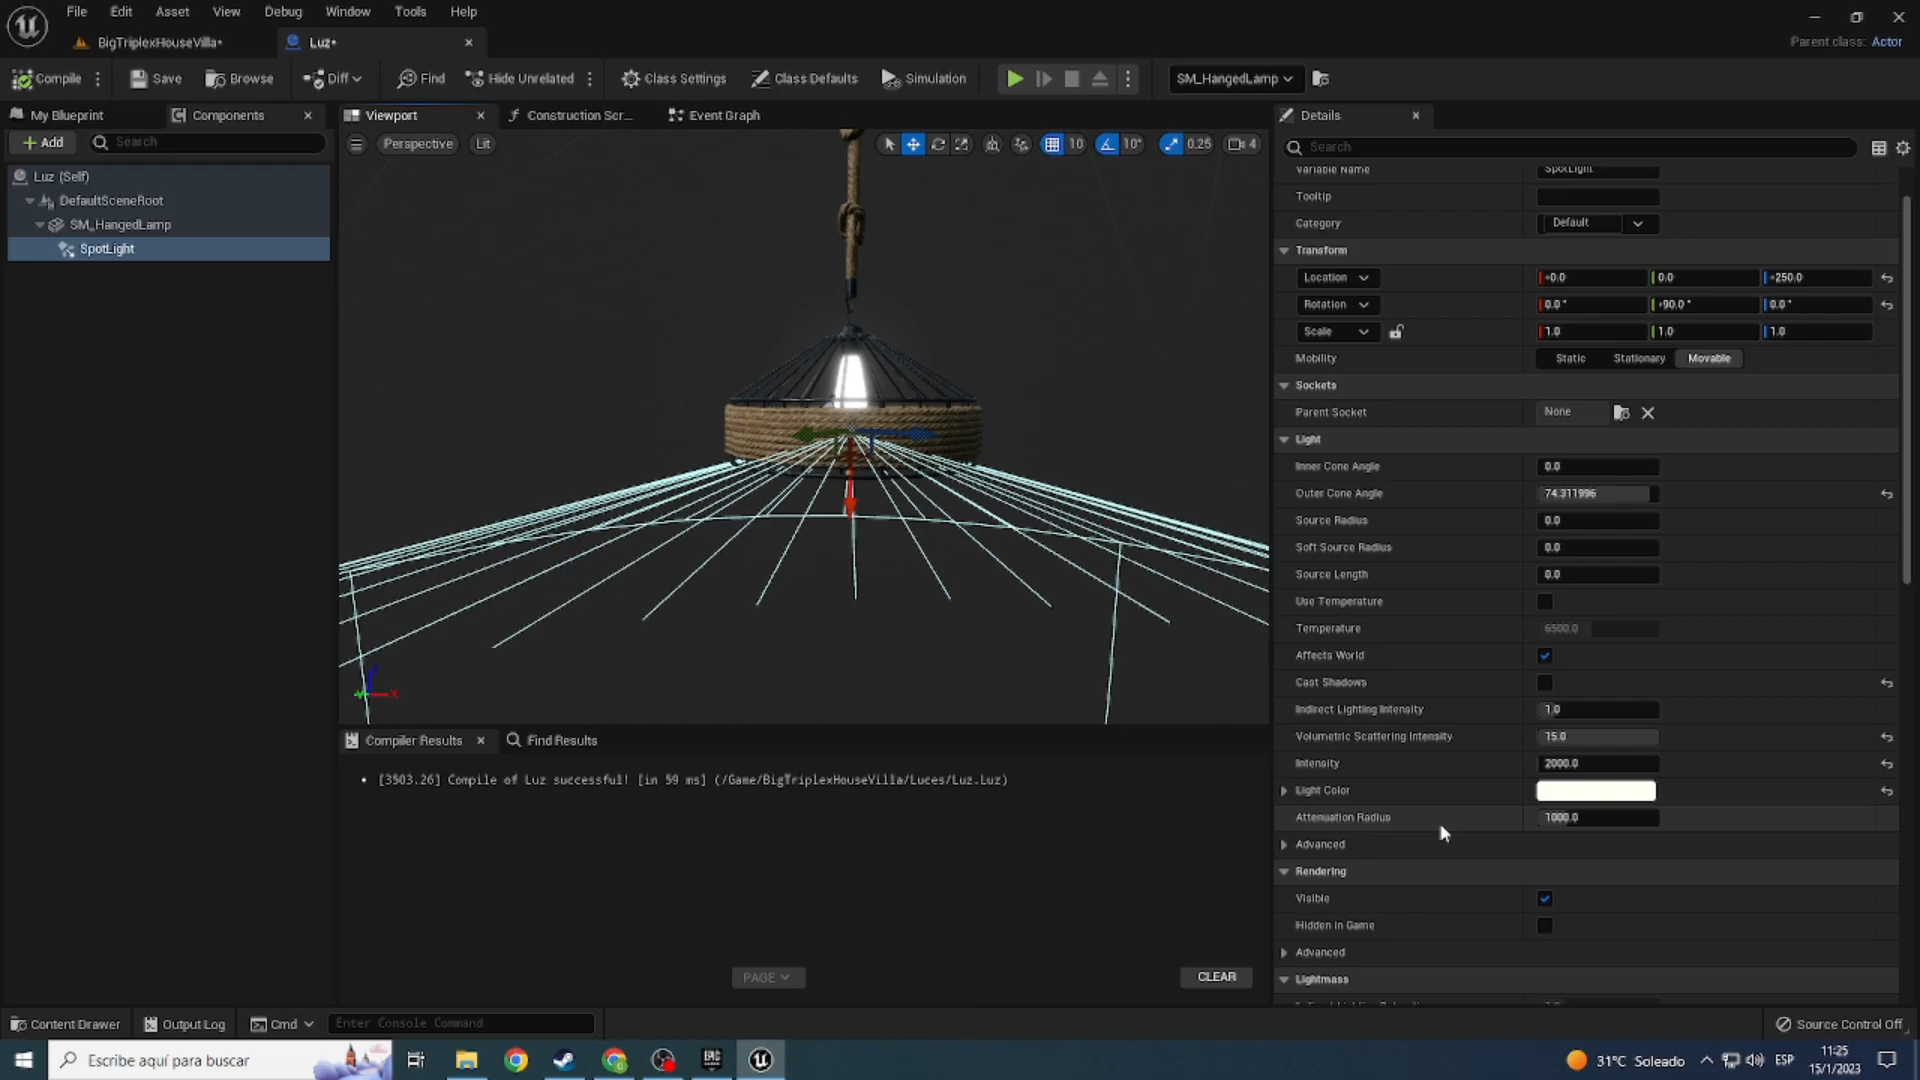 File Edit Asset View Debug Window Tools Help
BigTriplexHouseVilla* Luz*
Parent class: Actor
Compile Save Browse Diff Find Hide Unrelated Class Settings Class Defaults Simulation SM_HangedLamp
My Blueprint Components Viewport Construction Scr... Event Graph Details
Add Search Perspective Lit 10 10° 0.25 4 Search
Luz (Self)
DefaultSceneRoot
SM_HangedLamp
SpotLight
Variable Name SpotLight
Tooltip
Category Default
Transform
Location 0.0 250.0
Rotation 0.0 ° 90.0 ° 0.0 °
Scale 1.0 1.0 1.0
Mobility Static Stationary Movable
Sockets
Parent Socket None
Light
Inner Cone Angle 0.0
Outer Cone Angle 74.311996
Source Radius 0.0
Soft Source Radius 0.0
Source Length 0.0
Use Temperature
Temperature 6500.0
Affects World
Cast Shadows
Indirect Lighting Intensity 1.0
Volumetric Scattering Intensity 15.0
Intensity 2000.0
Light Color
Attenuation Radius 1000.0
Advanced
Rendering
Visible
Hidden in Game
Advanced
Lightmass
X
Compiler Results Find Results
• [3503.26] Compile of Luz successful! [in 59 ms] (/Game/BigTriplexHouseVilla/Luces/Luz.Luz)
PAGE CLEAR
Content Drawer Output Log Cmd Enter Console Command Source Control Off
Escribe aquí para buscar EPIC 31°C Soleado ESP 11:25
15/1/2023